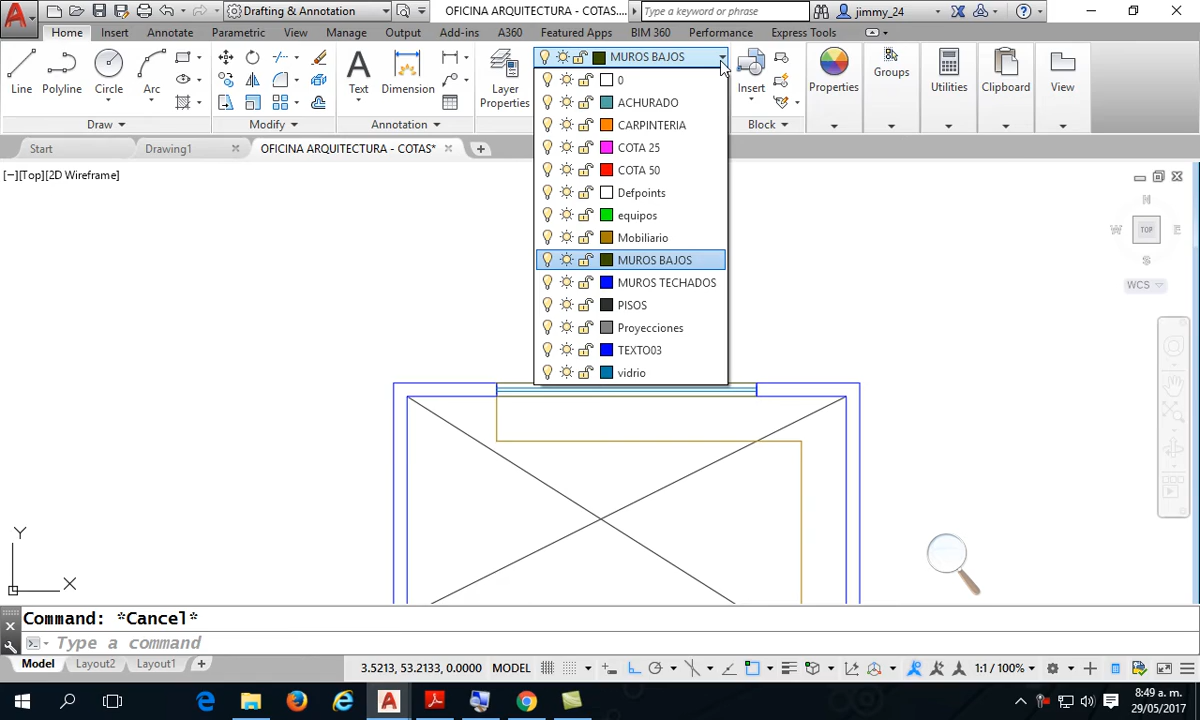 Drafting & Annotation
OFICINA ARQUITECTURA - COTAS....
Type a keyword or phrase
jimmy_24
Home
Insert
Annotate
Parametric
View
Manage
Output
Add-ins
A360
Featured Apps
BIM 360
Performance
Express Tools
Line
Polyline
Circle
Arc
Text
Dimension
Layer
Properties
MUROS BAJOS
Insert
Properties
Groups
Utilities
Clipboard
View
Draw
Modify
Annotation
Block
Start
Drawing1
OFICINA ARQUITECTURA - COTAS*
0
ACHURADO
CARPINTERIA
COTA 25
COTA 50
Defpoints
equipos
Mobiliario
MUROS BAJOS
MUROS TECHADOS
PISOS
Proyecciones
TEXTO03
vidrio
[−][Top][2D Wireframe]
N
W
TOP
E
S
WCS
Y
X
Command: *Cancel*
Type a command
Model
Layout2
Layout1
3.5213, 53.2133, 0.0000
MODEL
1:1 / 100%
8:49 a. m.
29/05/2017